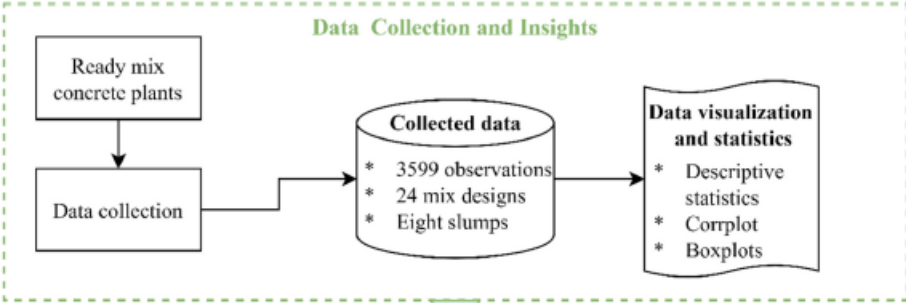 Data Collection and Insights
Ready mix
concrete plants
Data collection
Collected data
* 3599 observations
* 24 mix designs
* Eight slumps
Data visualization
and statistics
* Descriptive
statistics
* Corrplot
* Boxplots